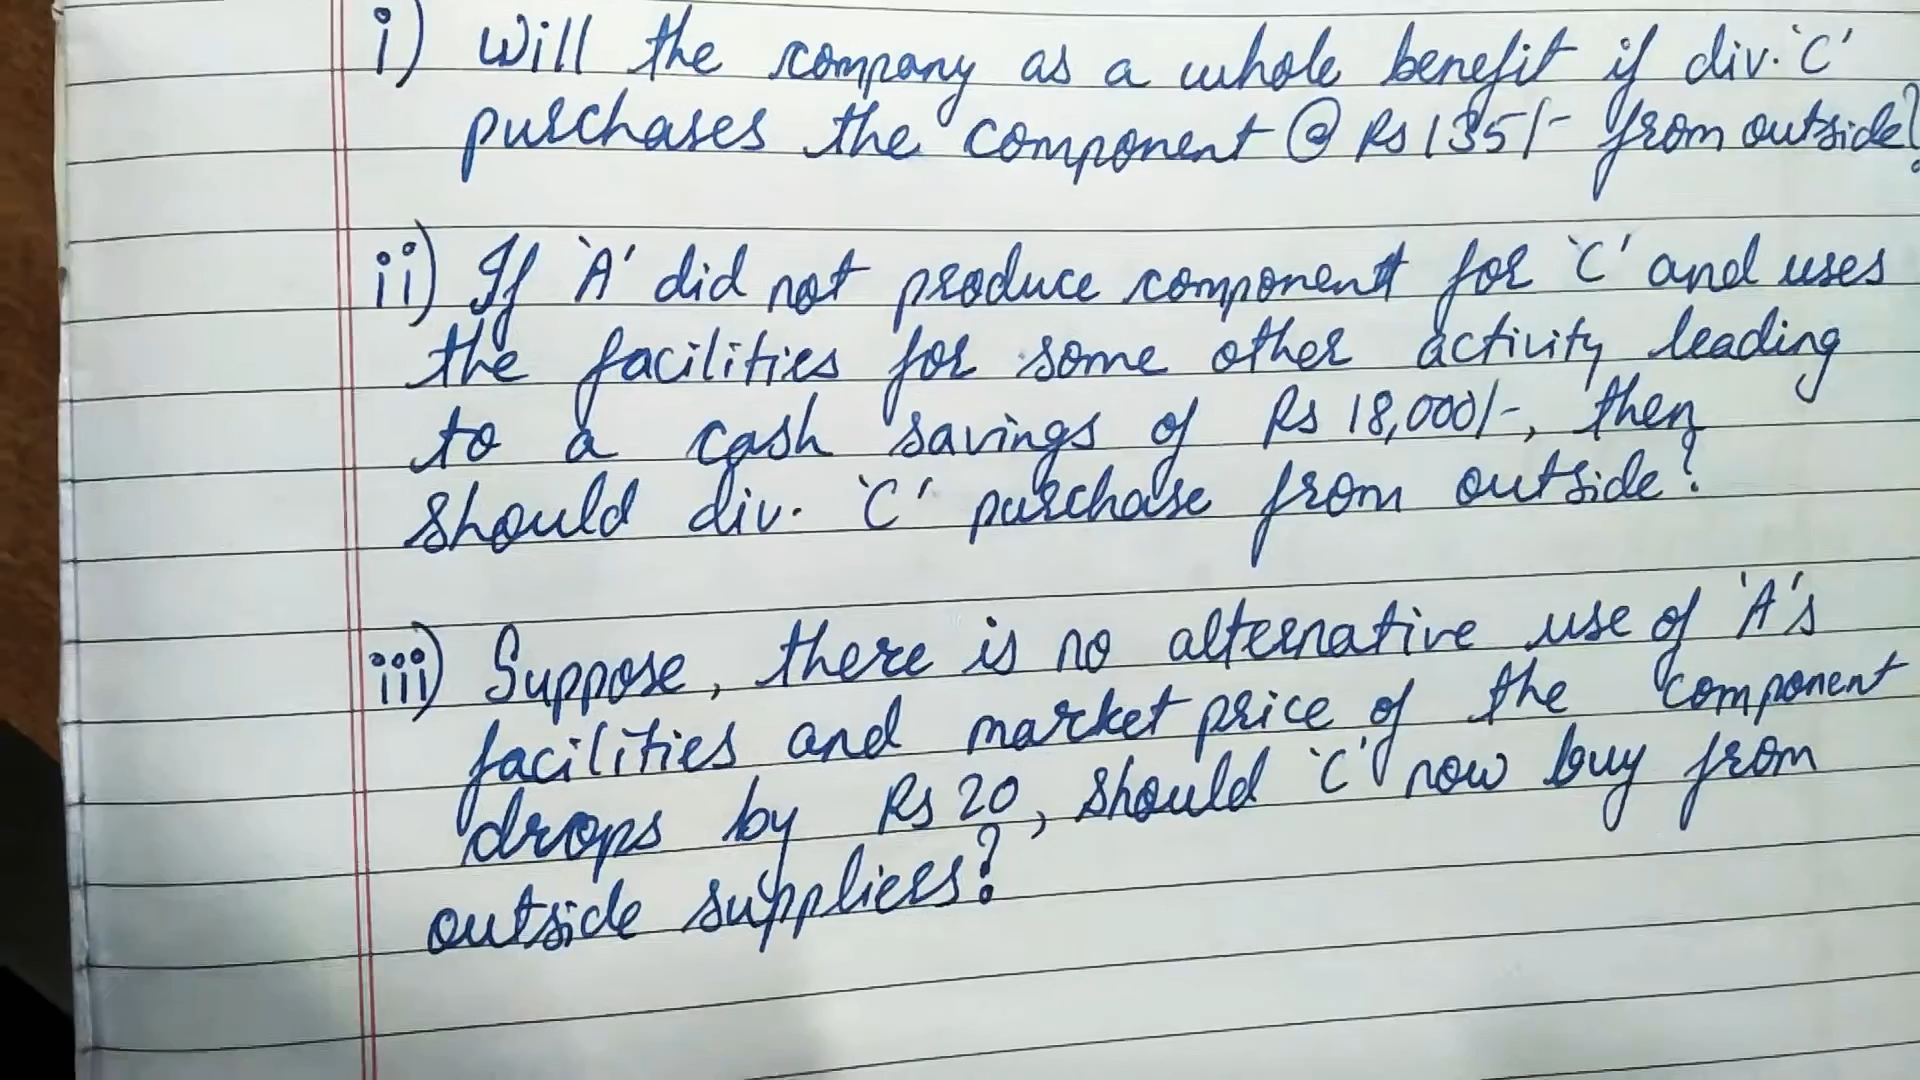 i) Will the company as a whole benefit if div. 'C'
purchases the component @ Rs 135/- from outside?
ii) If 'A' did not produce component for 'C' and uses
the facilities for some other activity leading
to a cash savings of Rs 18,000/-, then
should div. 'C' purchase from outside?
iii) Suppose, there is no alternative use of 'A's
facilities and market price of the component
drops by Rs 20, should 'C' now buy from
outside suppliers?